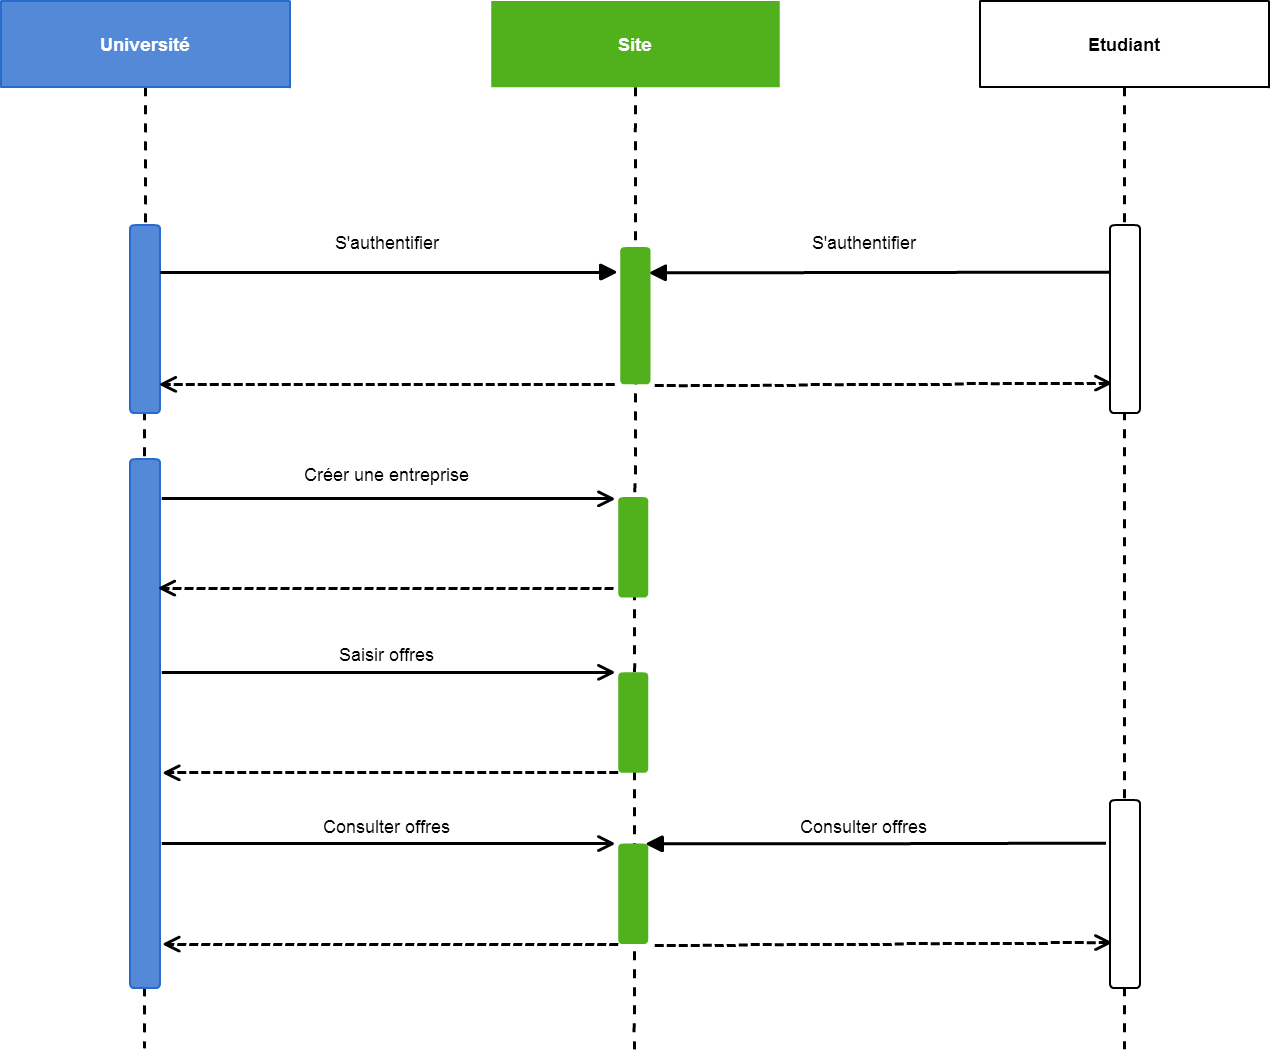 Université
Site
Etudiant
S'authentifier
S'authentifier
Créer une entreprise
Saisir offres
Consulter offres
Consulter offres